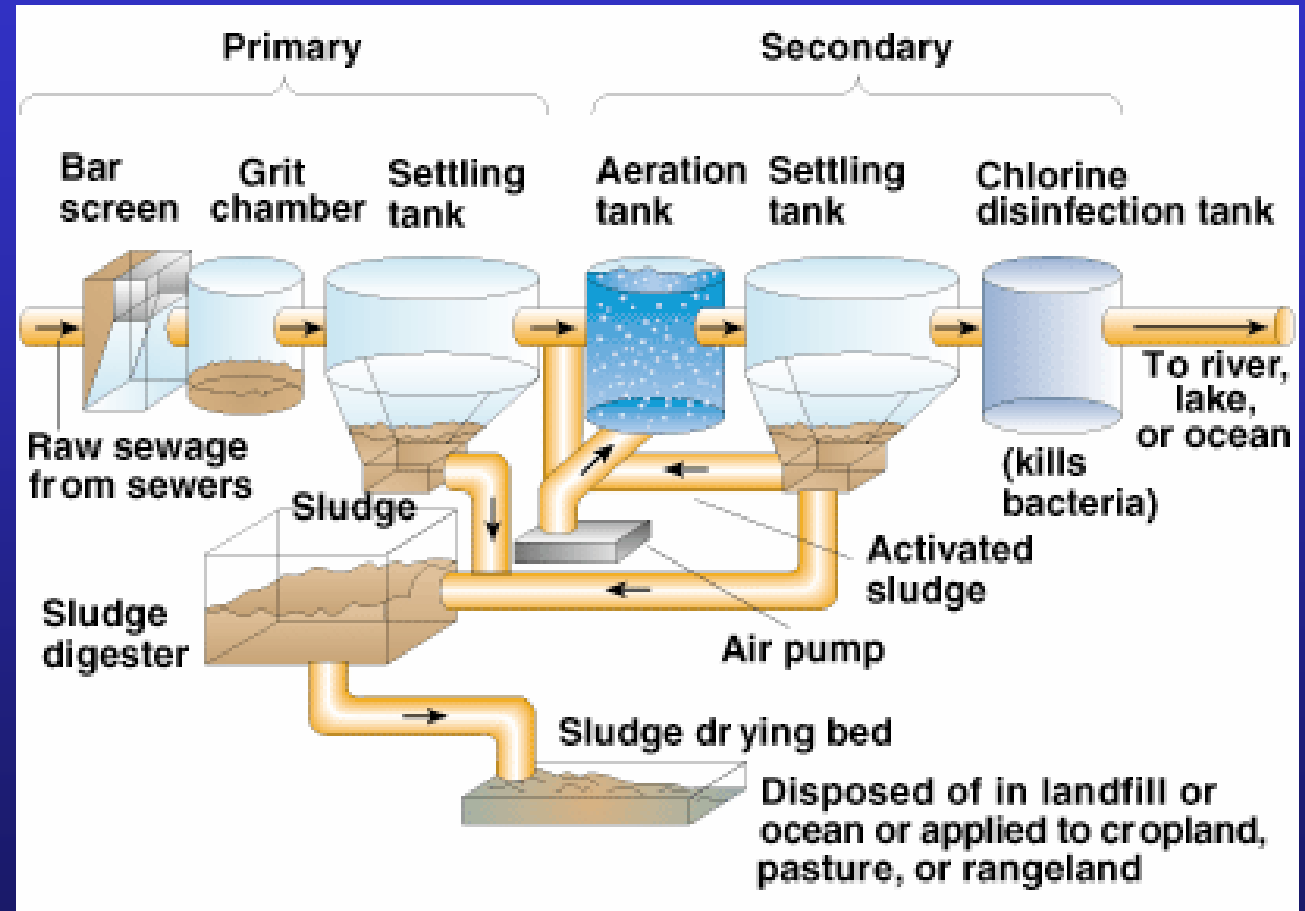 Primary
Secondary
Bar
screen
Grit
chamber
Settling
tank
Aeration
tank
Settling
tank
Chlorine
disinfection tank
Raw sewage
from sewers
To river,
lake,
or ocean
(kills
bacteria)
Sludge
Activated
sludge
Sludge
digester
Air pump
Sludge drying bed
Disposed of in landfill or
ocean or applied to cropland,
pasture, or rangeland